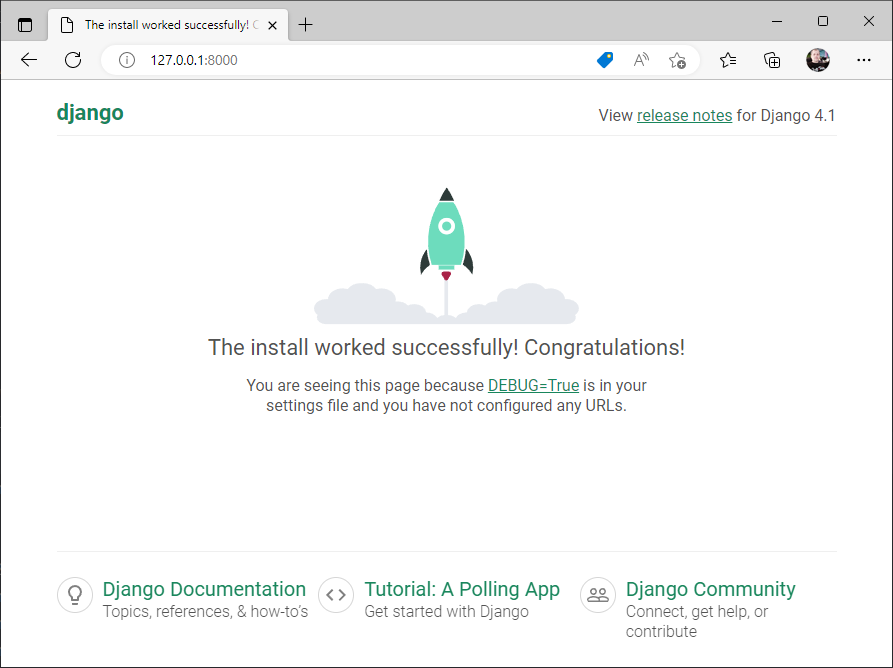 The install worked successfully! C
127.0.0.1:8000
django
View release notes for Django 4.1
The install worked successfully! Congratulations!
You are seeing this page because DEBUG=True is in your
settings file and you have not configured any URLs.
Django Documentation
Topics, references, & how-to's
Tutorial: A Polling App
Get started with Django
Django Community
Connect, get help, or
contribute